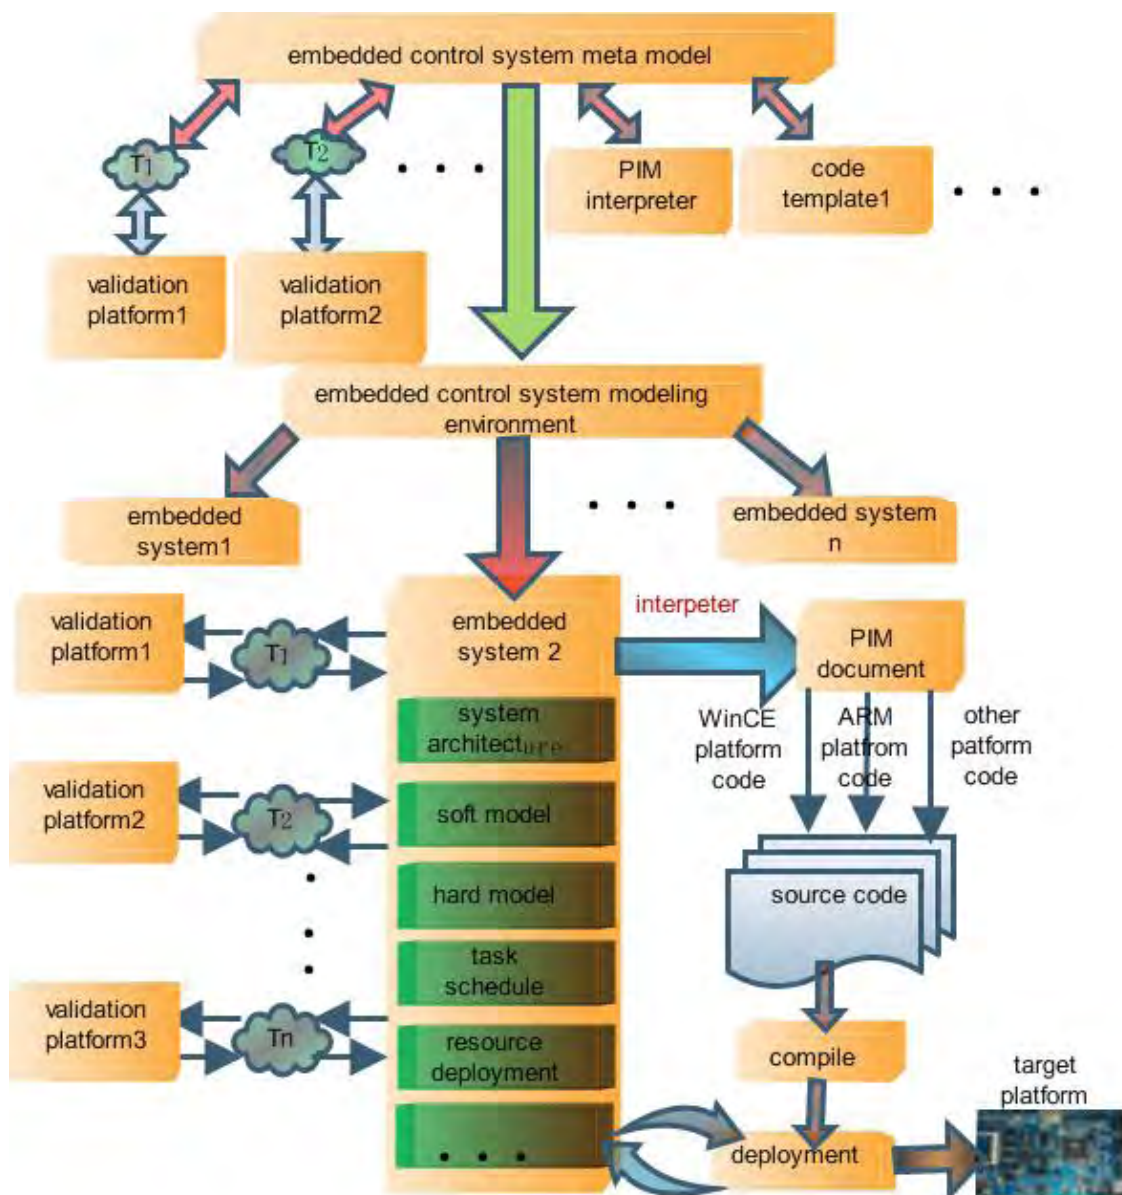 embedded control system meta model
T1
T2
. . .
PIM
interpreter
code
template1
. . .
validation
platform1
validation
platform2
embedded control system modeling
environment
embedded
system1
. . .
embedded system
n
validation
platform1
T1
embedded
system 2
interpeter
PIM
document
system
architecture
WinCE
platform
code
ARM
platfrom
code
other
patform
code
validation
platform2
T2
soft model
hard model
source code
task
schedule
validation
platform3
Tn
resource
deployment
compile
target
platform
. . .
deployment